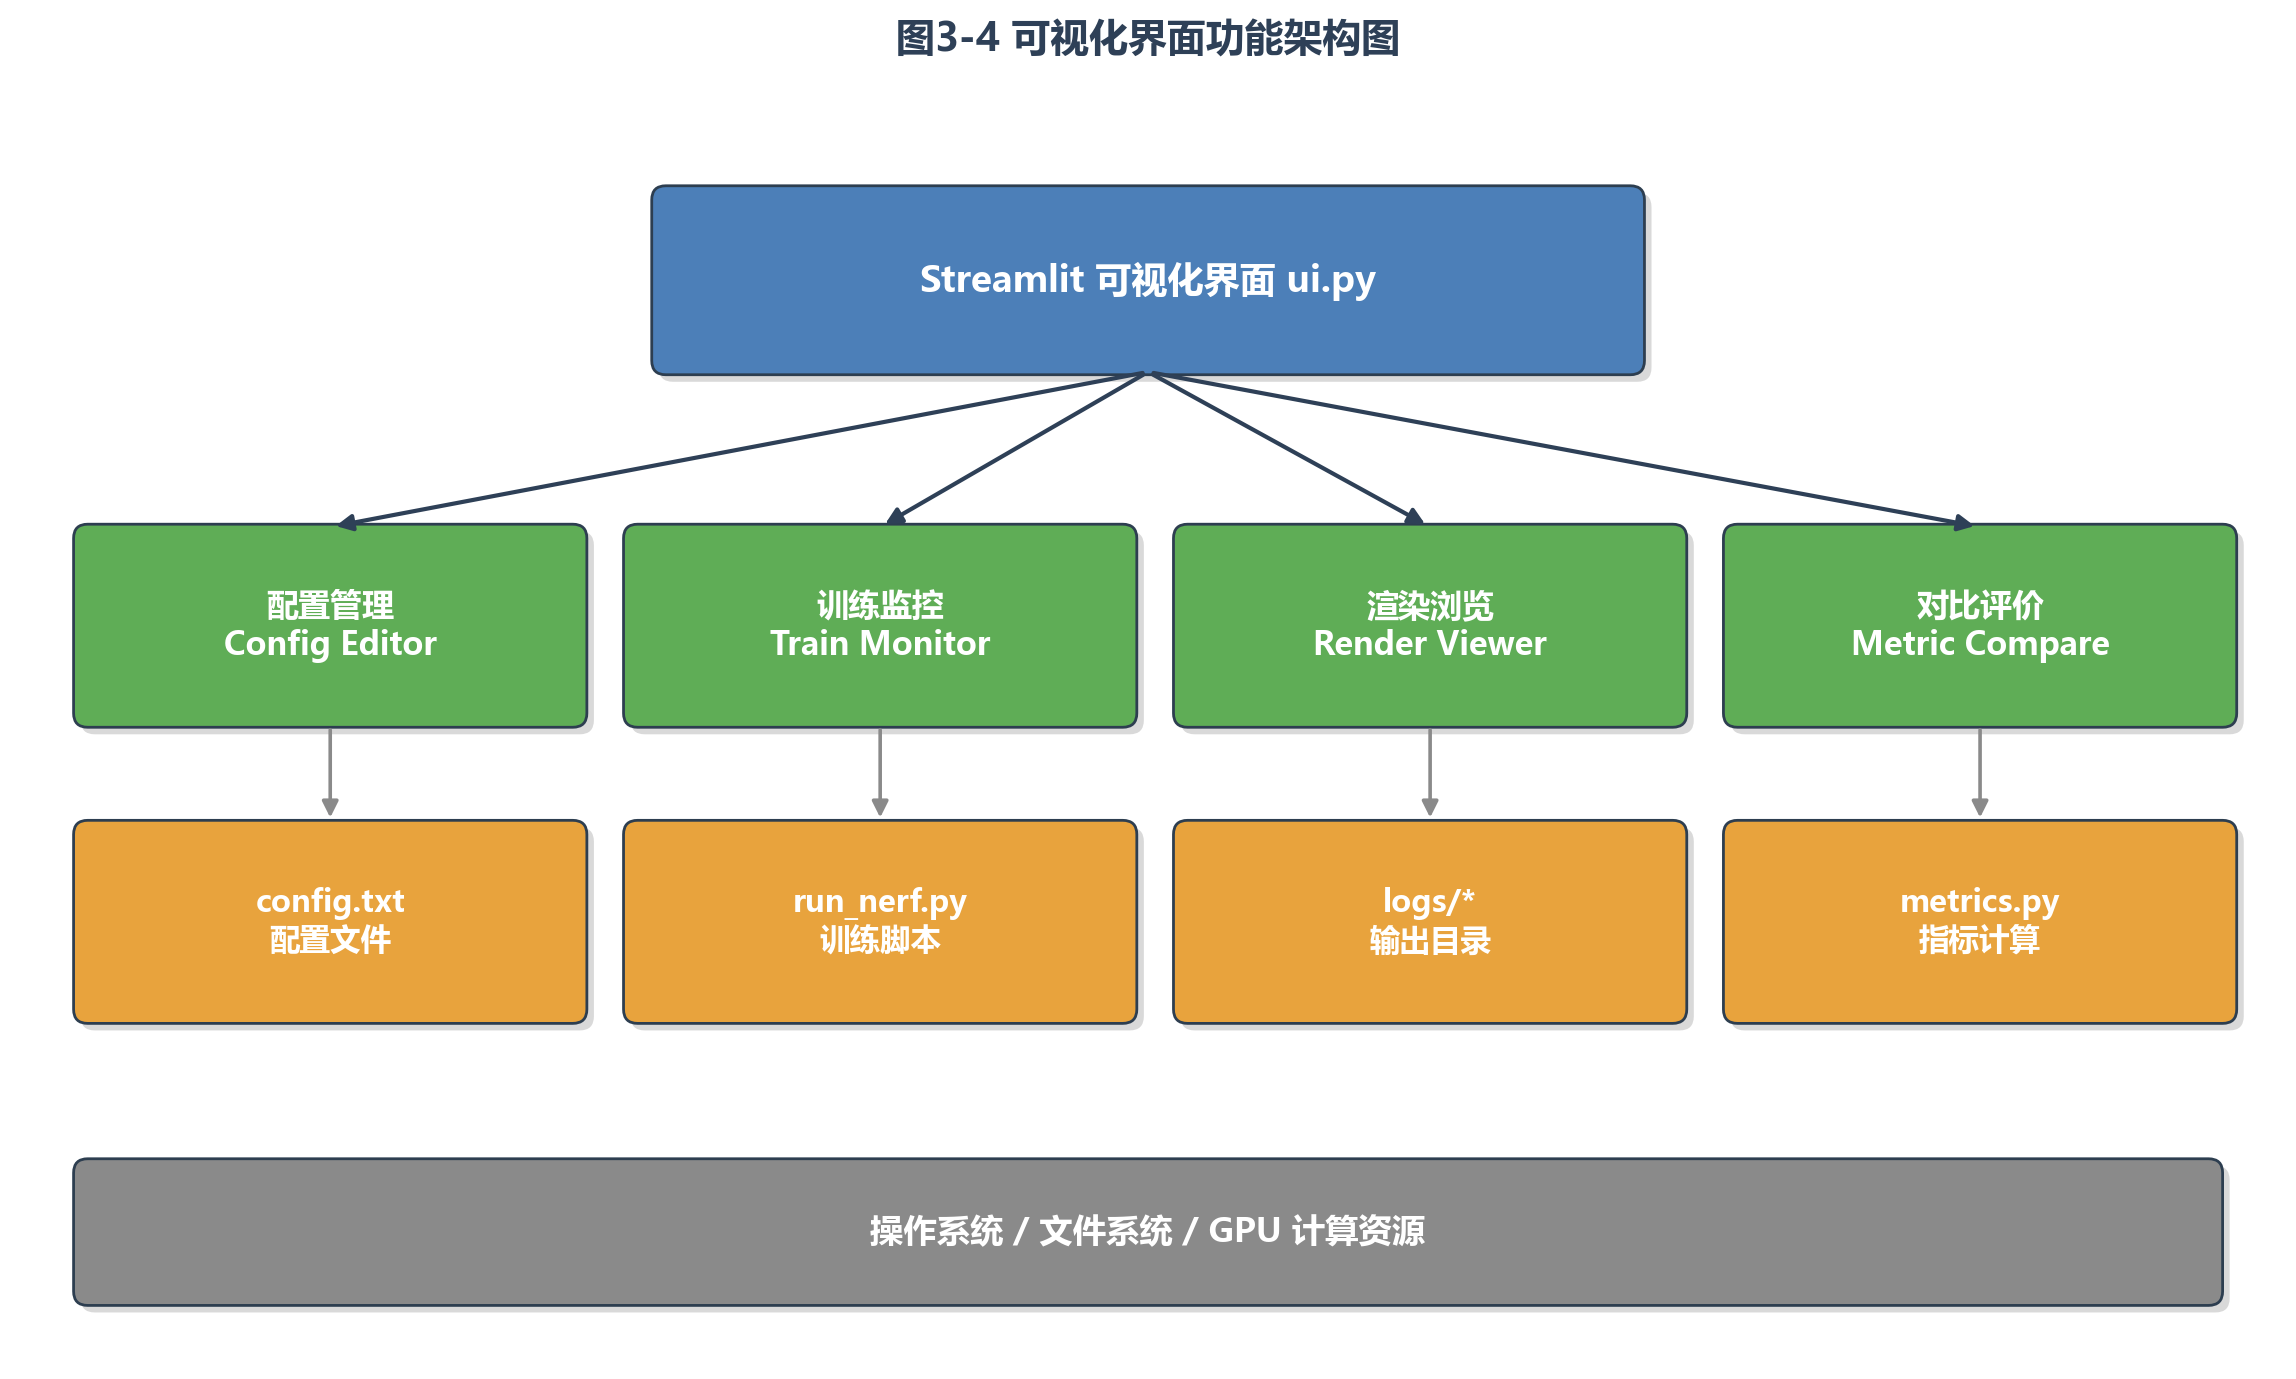 图3-4 可视化界面功能架构图
Streamlit 可视化界面 ui.py
配置管理
Config Editor
训练监控
Train Monitor
渲染浏览
Render Viewer
对比评价
Metric Compare
config.txt
配置文件
run_nerf.py
训练脚本
logs/*
输出目录
metrics.py
指标计算
操作系统 / 文件系统 / GPU 计算资源